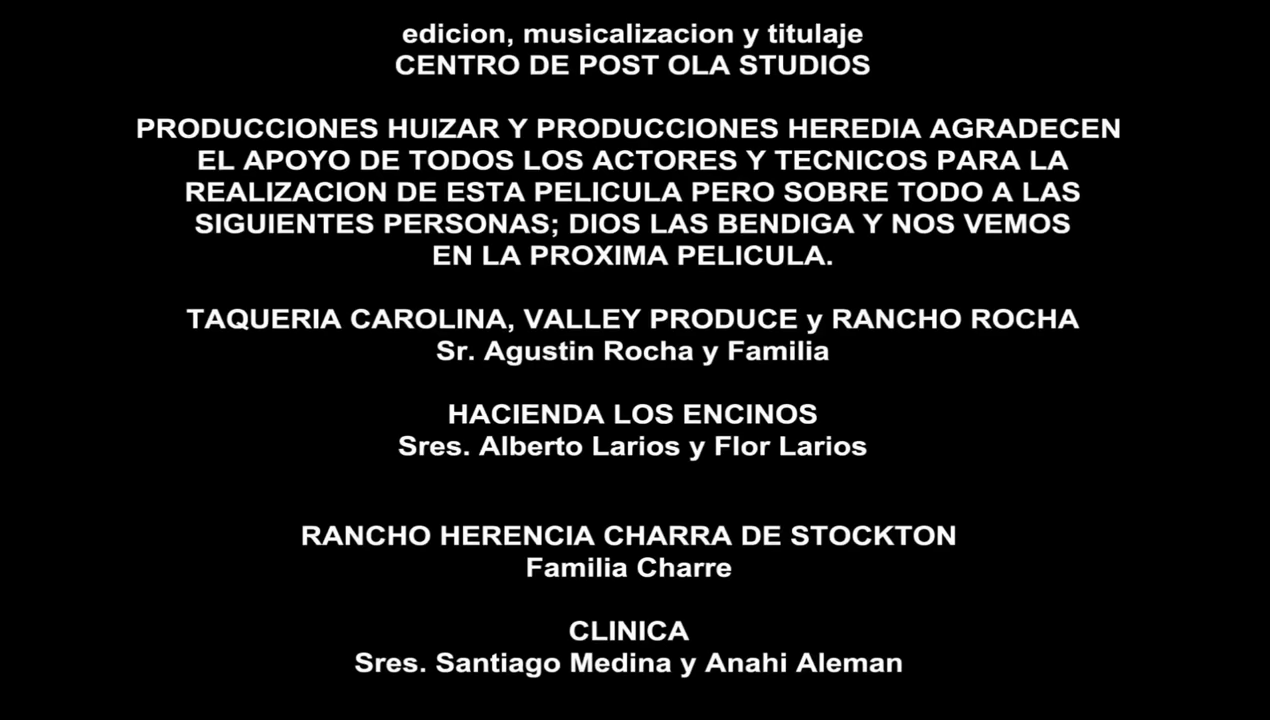 edicion, musicalizacion y titulaje
CENTRO DE POST OLA STUDIOS
PRODUCCIONES HUIZAR Y PRODUCCIONES HEREDIA AGRADECEN
EL APOYO DE TODOS LOS ACTORES Y TECNICOS PARA LA
REALIZACION DE ESTA PELICULA PERO SOBRE TODO A LAS
SIGUIENTES PERSONAS; DIOS LAS BENDIGA Y NOS VEMOS
EN LA PROXIMA PELICULA.
TAQUERIA CAROLINA, VALLEY PRODUCE y RANCHO ROCHA
Sr. Agustin Rocha y Familia
HACIENDA LOS ENCINOS
Sres. Alberto Larios y Flor Larios
RANCHO HERENCIA CHARRA DE STOCKTON
Familia Charre
CLINICA
Sres. Santiago Medina y Anahi Aleman